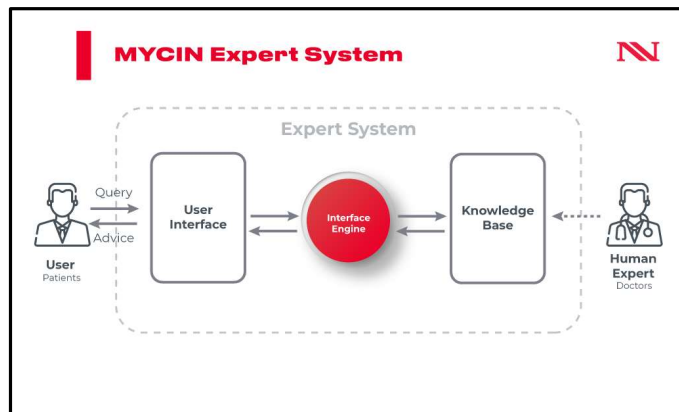 MYCIN Expert System
Expert System
Query
Advice
User
Patients
User
Interface
Interface
Engine
Knowledge
Base
Human
Expert
Doctors